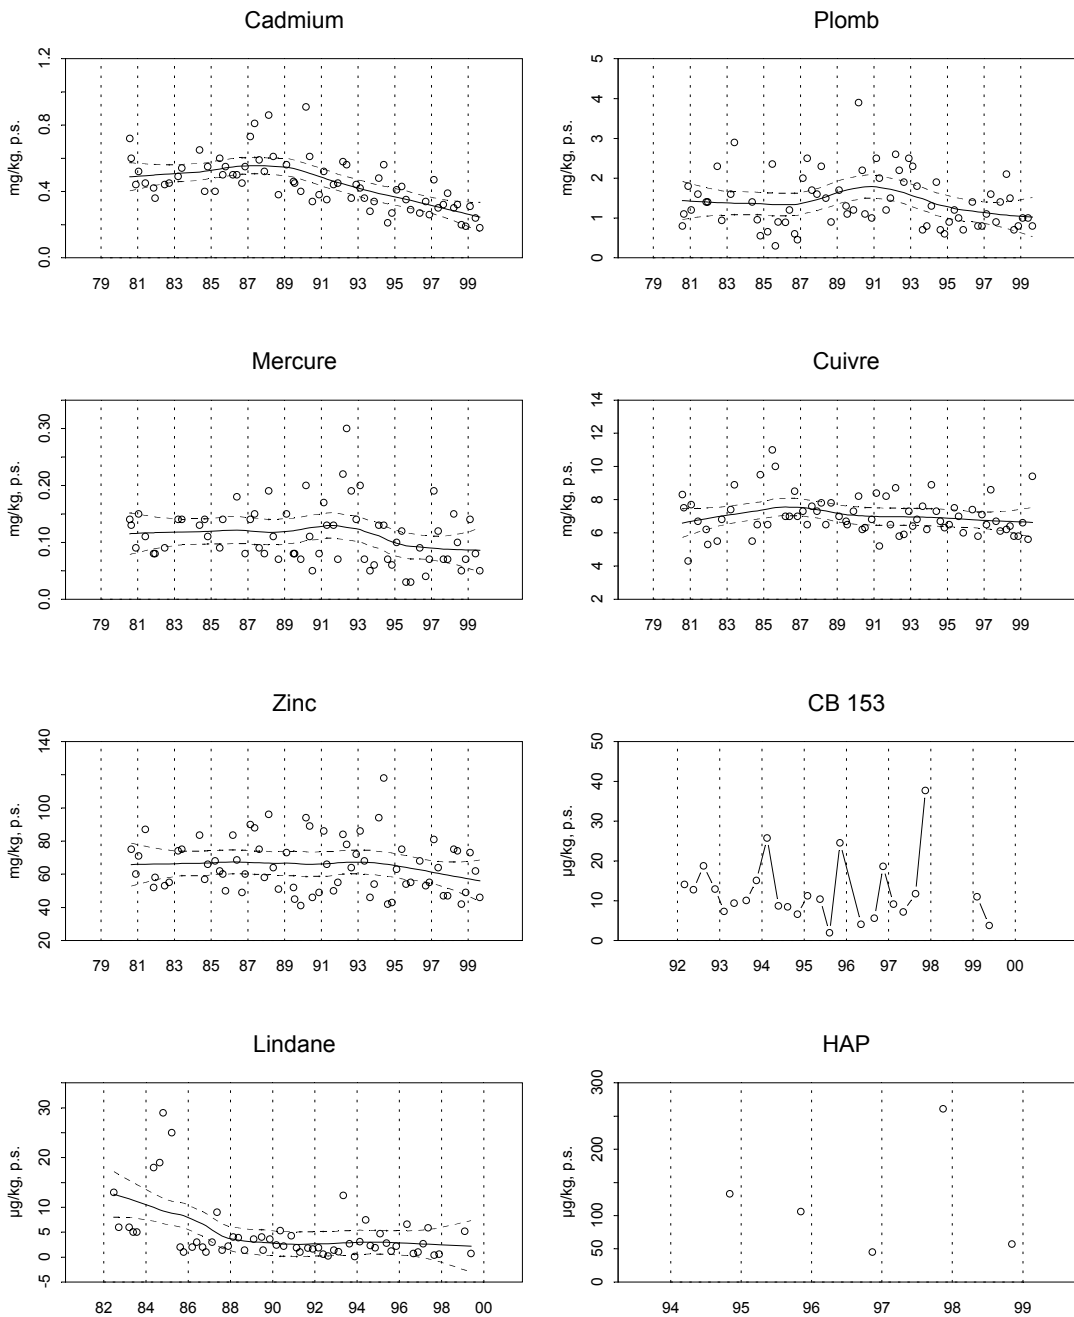 Cadmium
mg/kg, p.s.
0.0 0.4 0.8 1.2
79 81 83 85 87 89 91 93 95 97 99
Plomb
mg/kg, p.s.
0 1 2 3 4 5
79 81 83 85 87 89 91 93 95 97 99
Mercure
mg/kg, p.s.
0.0 0.10 0.20 0.30
79 81 83 85 87 89 91 93 95 97 99
Cuivre
mg/kg, p.s.
2 4 6 8 10 12 14
79 81 83 85 87 89 91 93 95 97 99
Zinc
mg/kg, p.s.
20 40 60 80 100 140
79 81 83 85 87 89 91 93 95 97 99
CB 153
µg/kg, p.s.
0 10 20 30 40 50
92 93 94 95 96 97 98 99 00
Lindane
µg/kg, p.s.
-5 0 5 10 20 30
82 84 86 88 90 92 94 96 98 00
HAP
µg/kg, p.s.
0 50 100 200 300
94 95 96 97 98 99